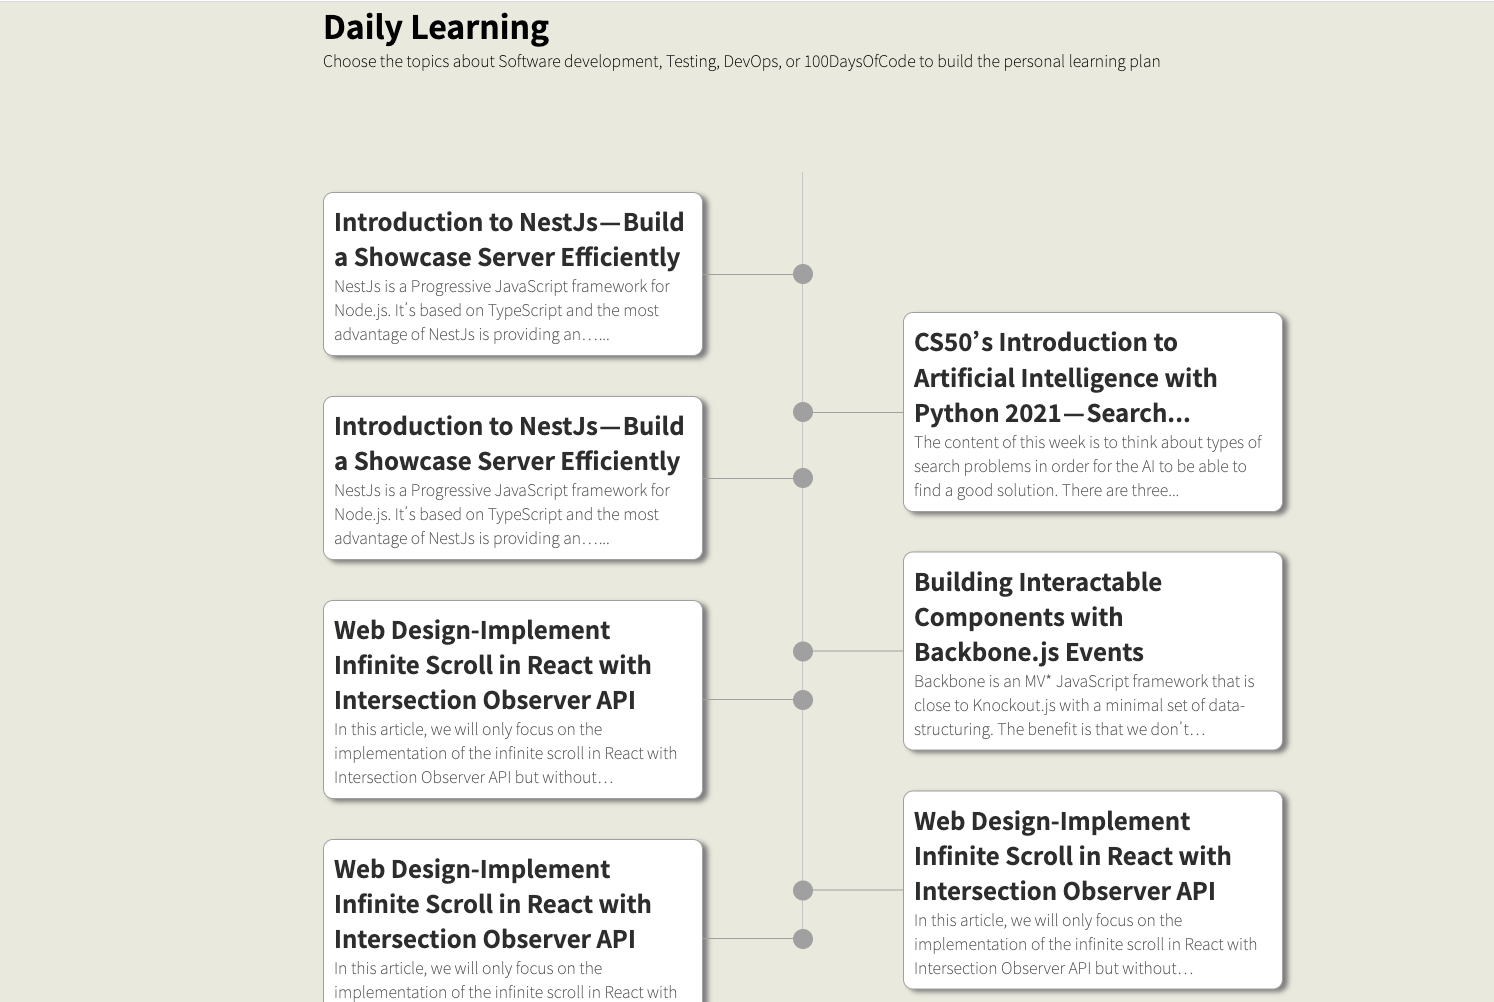 Daily Learning
Choose the topics about Software development, Testing, DevOps, or 100DaysOfCode to build the personal learning plan
Introduction to NestJs — Build
a Showcase Server Efficiently
NestJs is a Progressive JavaScript framework for
Node.js. It’s based on TypeScript and the most
advantage of NestJs is providing an…...
CS50’s Introduction to
Artificial Intelligence with
Python 2021 — Search...
The content of this week is to think about types of
search problems in order for the AI to be able to
find a good solution. There are three...
Introduction to NestJs — Build
a Showcase Server Efficiently
NestJs is a Progressive JavaScript framework for
Node.js. It’s based on TypeScript and the most
advantage of NestJs is providing an…...
Building Interactable
Components with
Backbone.js Events
Backbone is an MV* JavaScript framework that is
close to Knockout.js with a minimal set of data-
structuring. The benefit is that we don’t…
Web Design-Implement
Infinite Scroll in React with
Intersection Observer API
In this article, we will only focus on the
implementation of the infinite scroll in React with
Intersection Observer API but without…
Web Design-Implement
Infinite Scroll in React with
Intersection Observer API
In this article, we will only focus on the
implementation of the infinite scroll in React with
Intersection Observer API but without…
Web Design-Implement
Infinite Scroll in React with
Intersection Observer API
In this article, we will only focus on the
implementation of the infinite scroll in React with